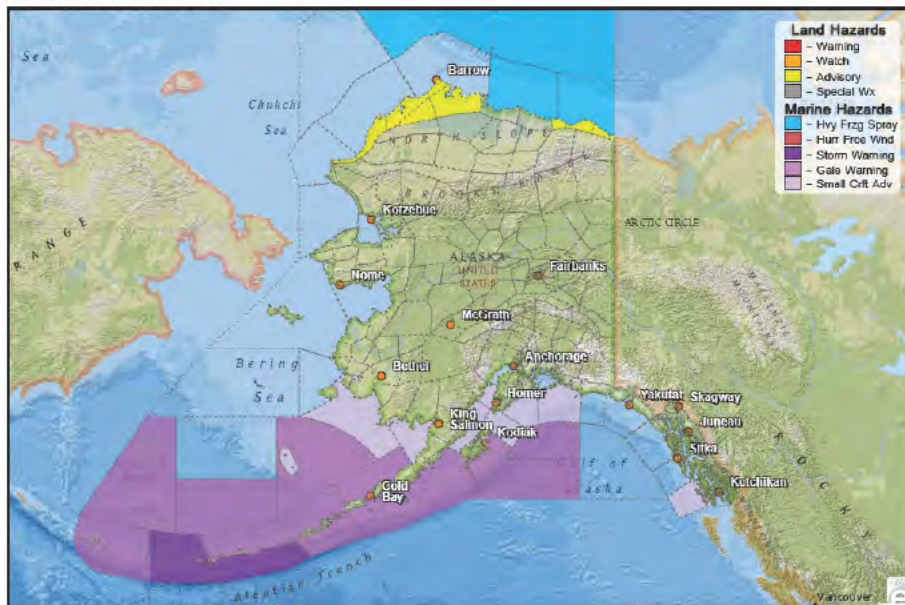 Land Hazards
– Warning
– Watch
– Advisory
– Special Wx
Marine Hazards
– Hvy Frzg Spray
– Hurr Frce Wnd
– Storm Warning
– Gale Warning
– Small Crft Adv
Sea
Barrow
Chukchi
Sea
NORTH SLOPE
BROOKS RANGE
Kotzebue
ARCTIC CIRCLE
RANGE
ALASKA
UNITED
STATES
Fairbanks
Nome
McGrath
Bering
Sea
Bethel
Anchorage
Homer
Yakutat
Skagway
King
Salmon
Kodiak
Juneau
Sitka
Gulf of
Alaska
Cold
Bay
Ketchikan
Aleutian Trench
Vancouver